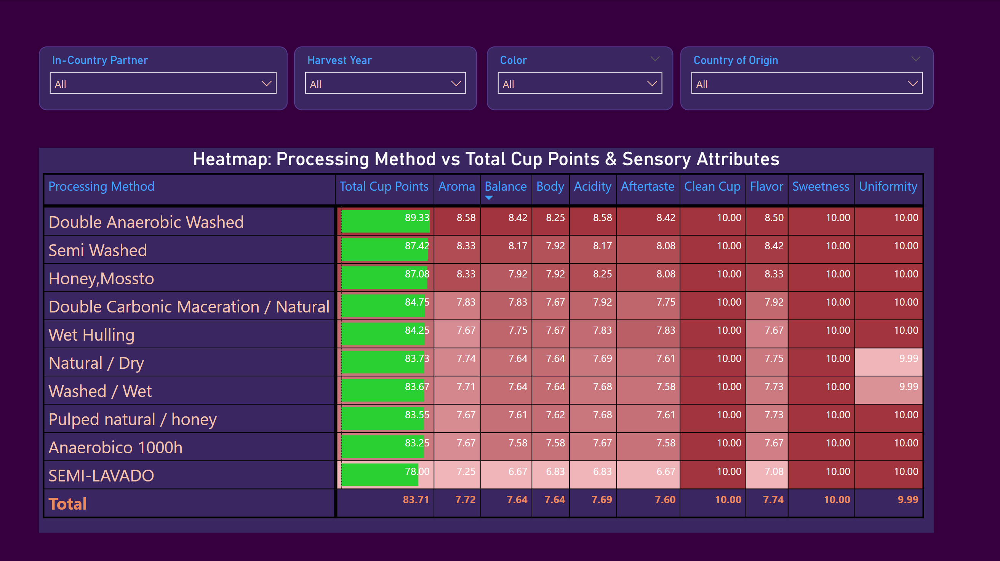 In-Country Partner Harvest Year Color Country of Origin
All All All All
Heatmap: Processing Method vs Total Cup Points & Sensory Attributes
Processing Method Total Cup Points Aroma Balance Body Acidity Aftertaste Clean Cup Flavor Sweetness Uniformity
Double Anaerobic Washed 89.33 8.58 8.42 8.25 8.58 8.42 10.00 8.50 10.00 10.00
Semi Washed 87.42 8.33 8.17 7.92 8.17 8.08 10.00 8.42 10.00 10.00
Honey,Mossto 87.08 8.33 7.92 7.92 8.25 8.08 10.00 8.33 10.00 10.00
Double Carbonic Maceration / Natural 84.75 7.83 7.83 7.67 7.92 7.75 10.00 7.92 10.00 10.00
Wet Hulling 84.25 7.67 7.75 7.67 7.83 7.83 10.00 7.67 10.00 10.00
Natural / Dry 83.73 7.74 7.64 7.64 7.69 7.61 10.00 7.75 10.00 9.99
Washed / Wet 83.67 7.71 7.64 7.64 7.68 7.58 10.00 7.73 10.00 9.99
Pulped natural / honey 83.55 7.67 7.61 7.62 7.68 7.61 10.00 7.73 10.00 10.00
Anaerobico 1000h 83.25 7.67 7.58 7.58 7.67 7.58 10.00 7.67 10.00 10.00
SEMI-LAVADO 78.00 7.25 6.67 6.83 6.83 6.67 10.00 7.08 10.00 10.00
Total 83.71 7.72 7.64 7.64 7.69 7.60 10.00 7.74 10.00 9.99